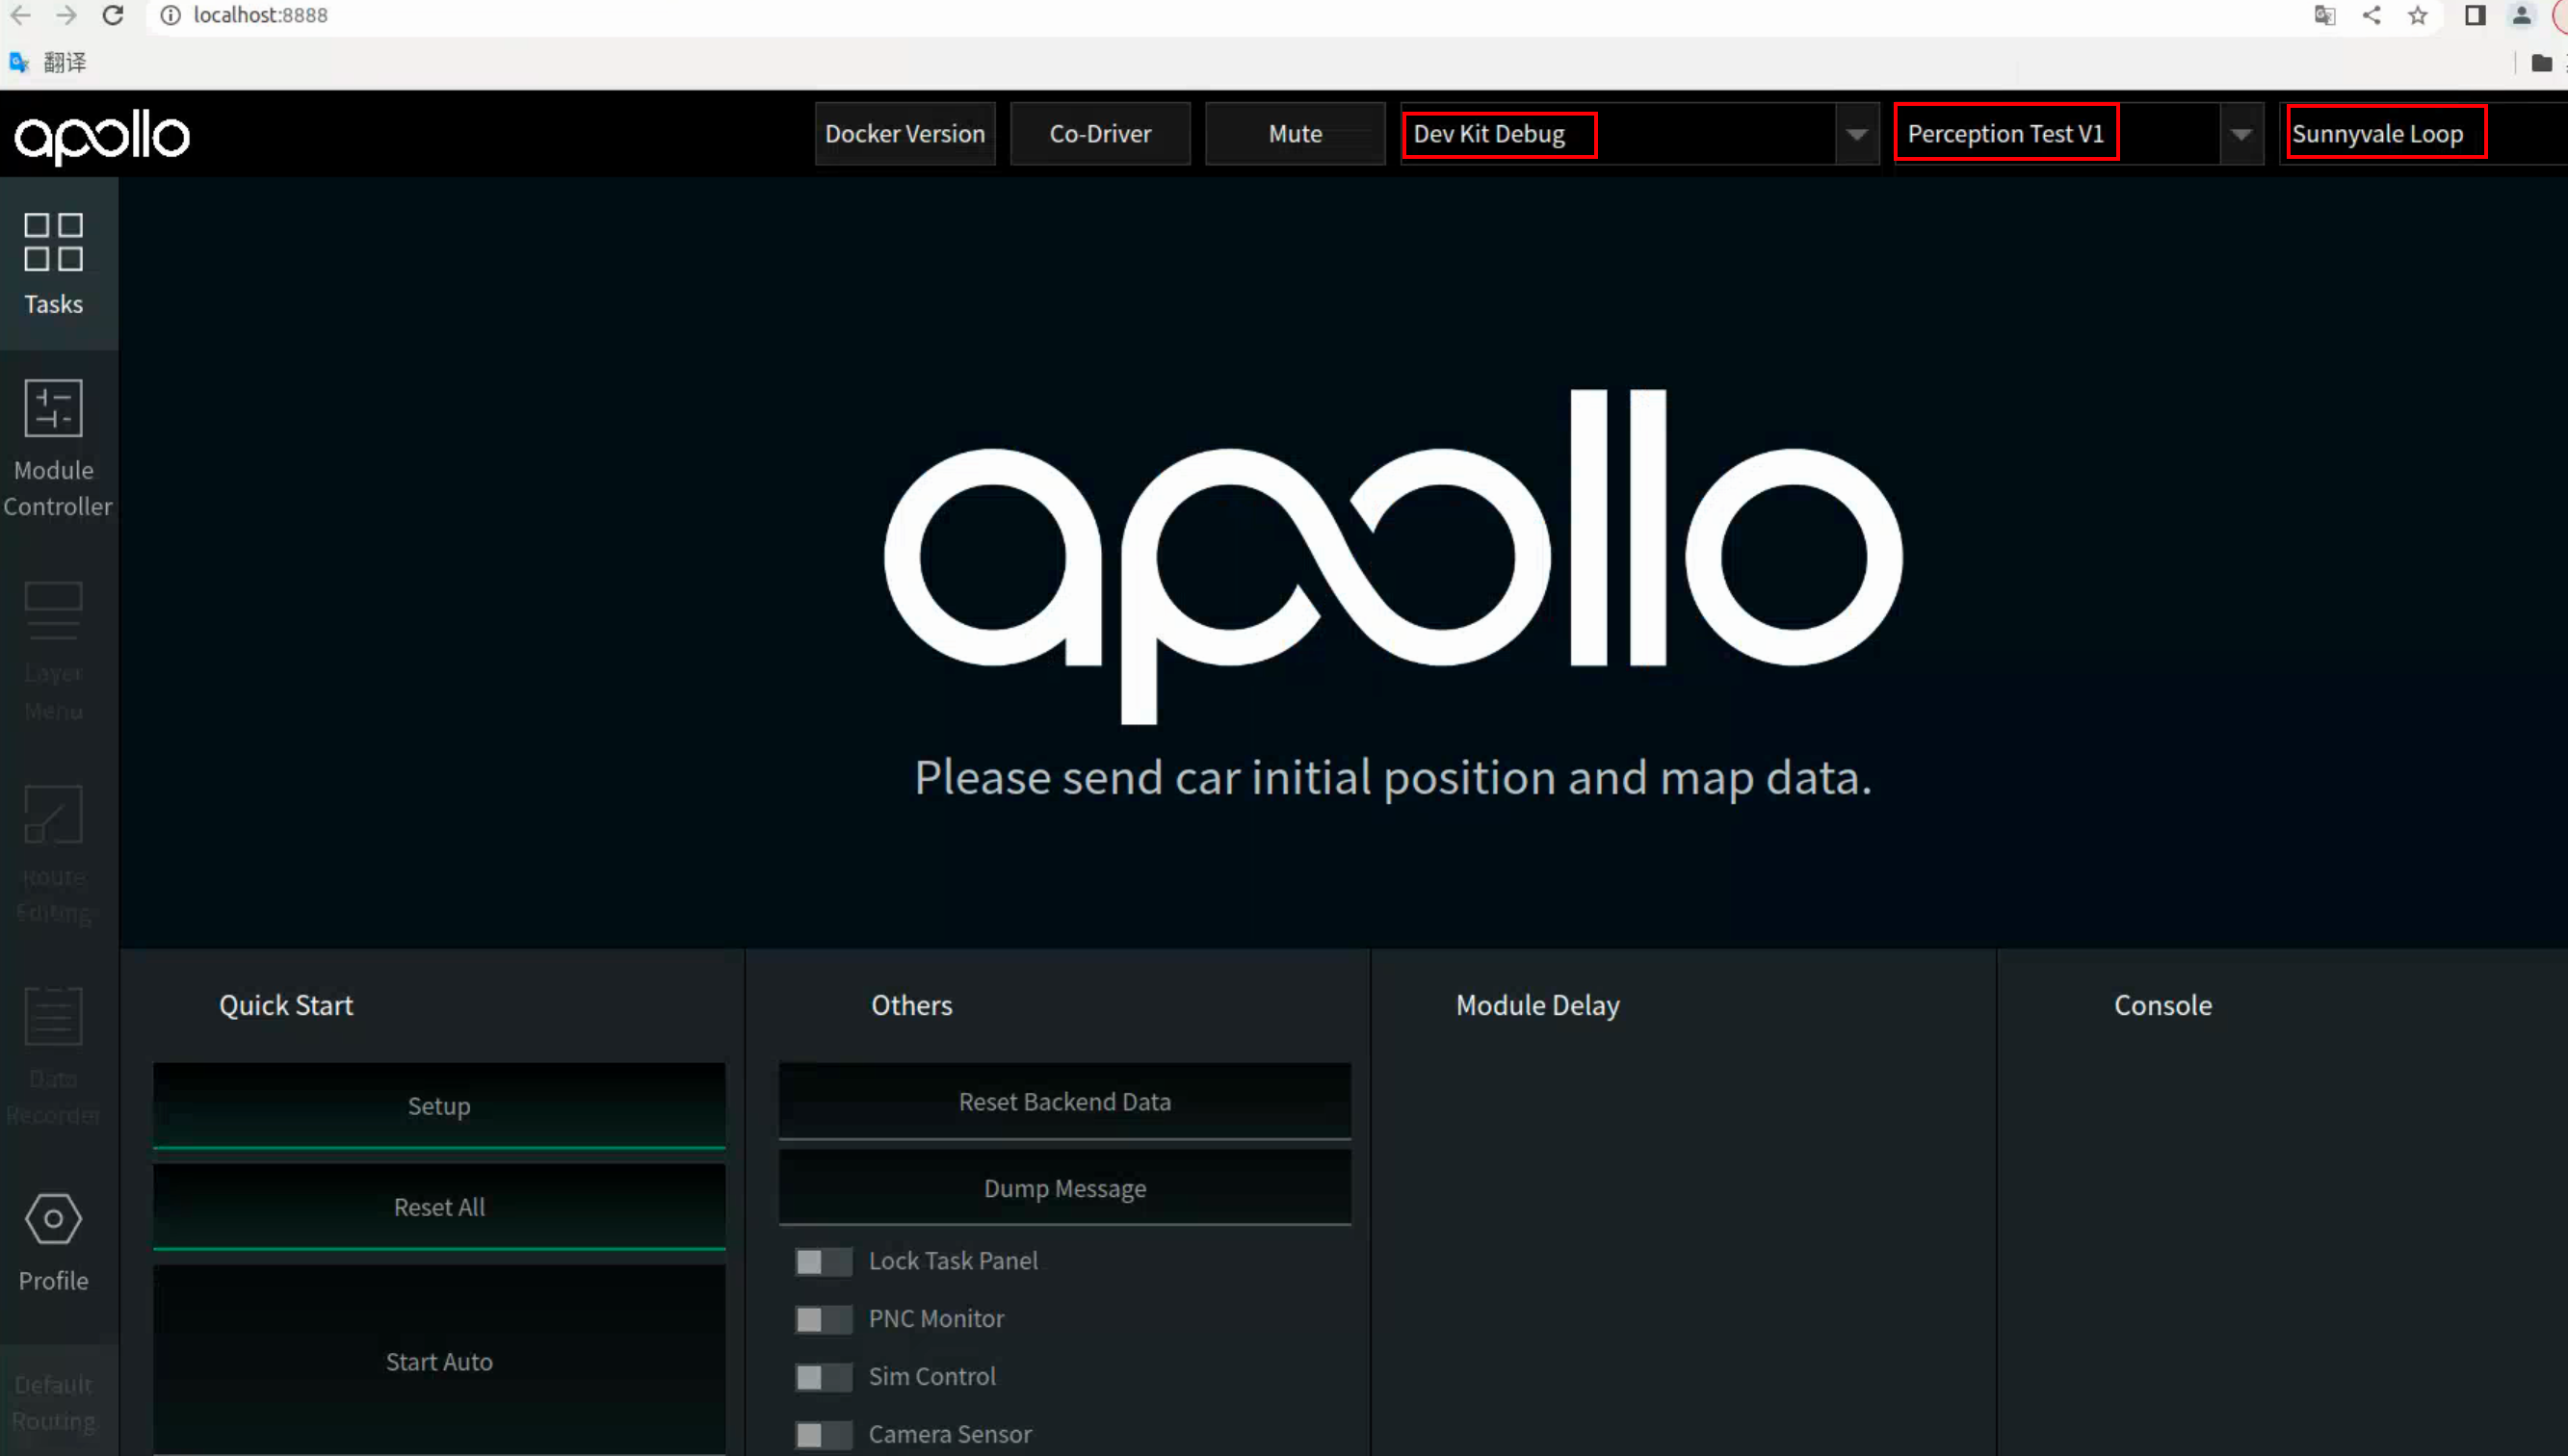 localhost:8888
翻译
apollo
Docker Version
Co-Driver
Mute
Dev Kit Debug
Perception Test V1
Sunnyvale Loop
Tasks
Module
Controller
Layer
Menu
Route
Editing
Data
Recorder
Profile
Default
Routing
apollo
Please send car initial position and map data.
Quick Start
Setup
Reset All
Start Auto
Others
Reset Backend Data
Dump Message
Lock Task Panel
PNC Monitor
Sim Control
Camera Sensor
Module Delay
Console